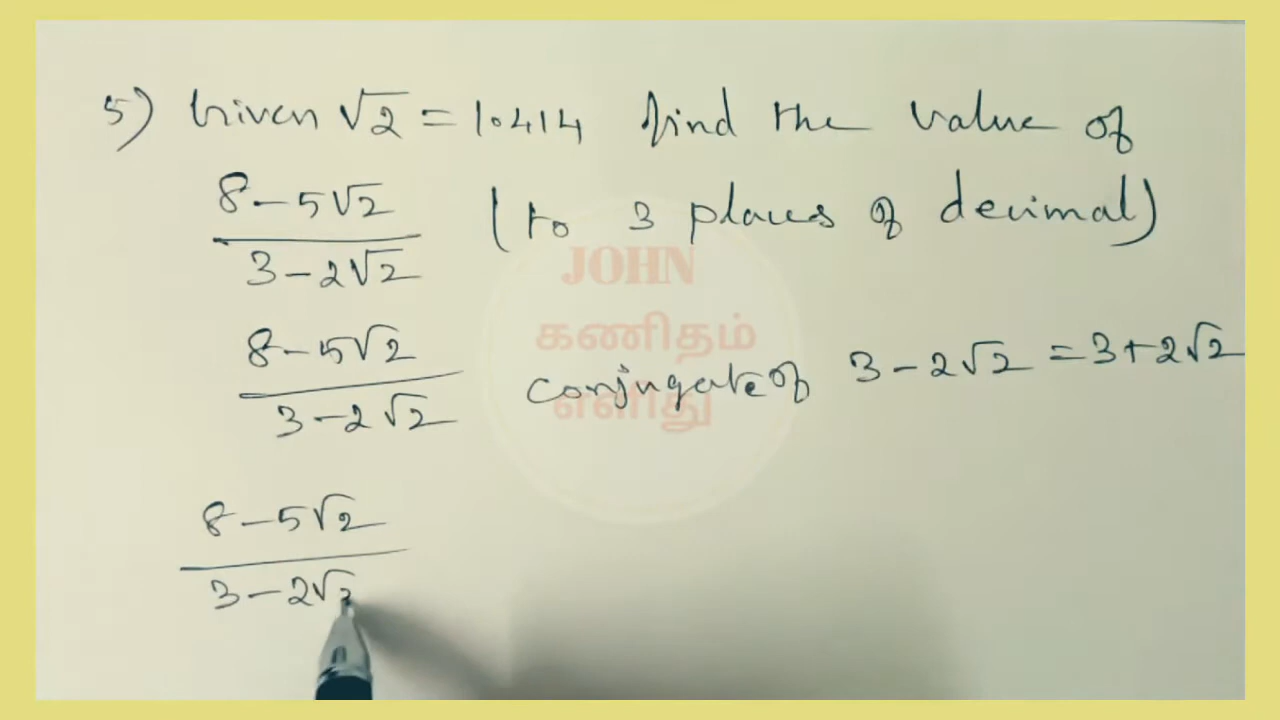 5) Given √2 = 1.414 find the value of
8 - 5√2
3 - 2√2
(to 3 places of decimal)
JOHN
கணிதம்
எளிது
8 - 5√2
3 - 2√2
conjugate of 3 - 2√2 = 3 + 2√2
8 - 5√2
3 - 2√2